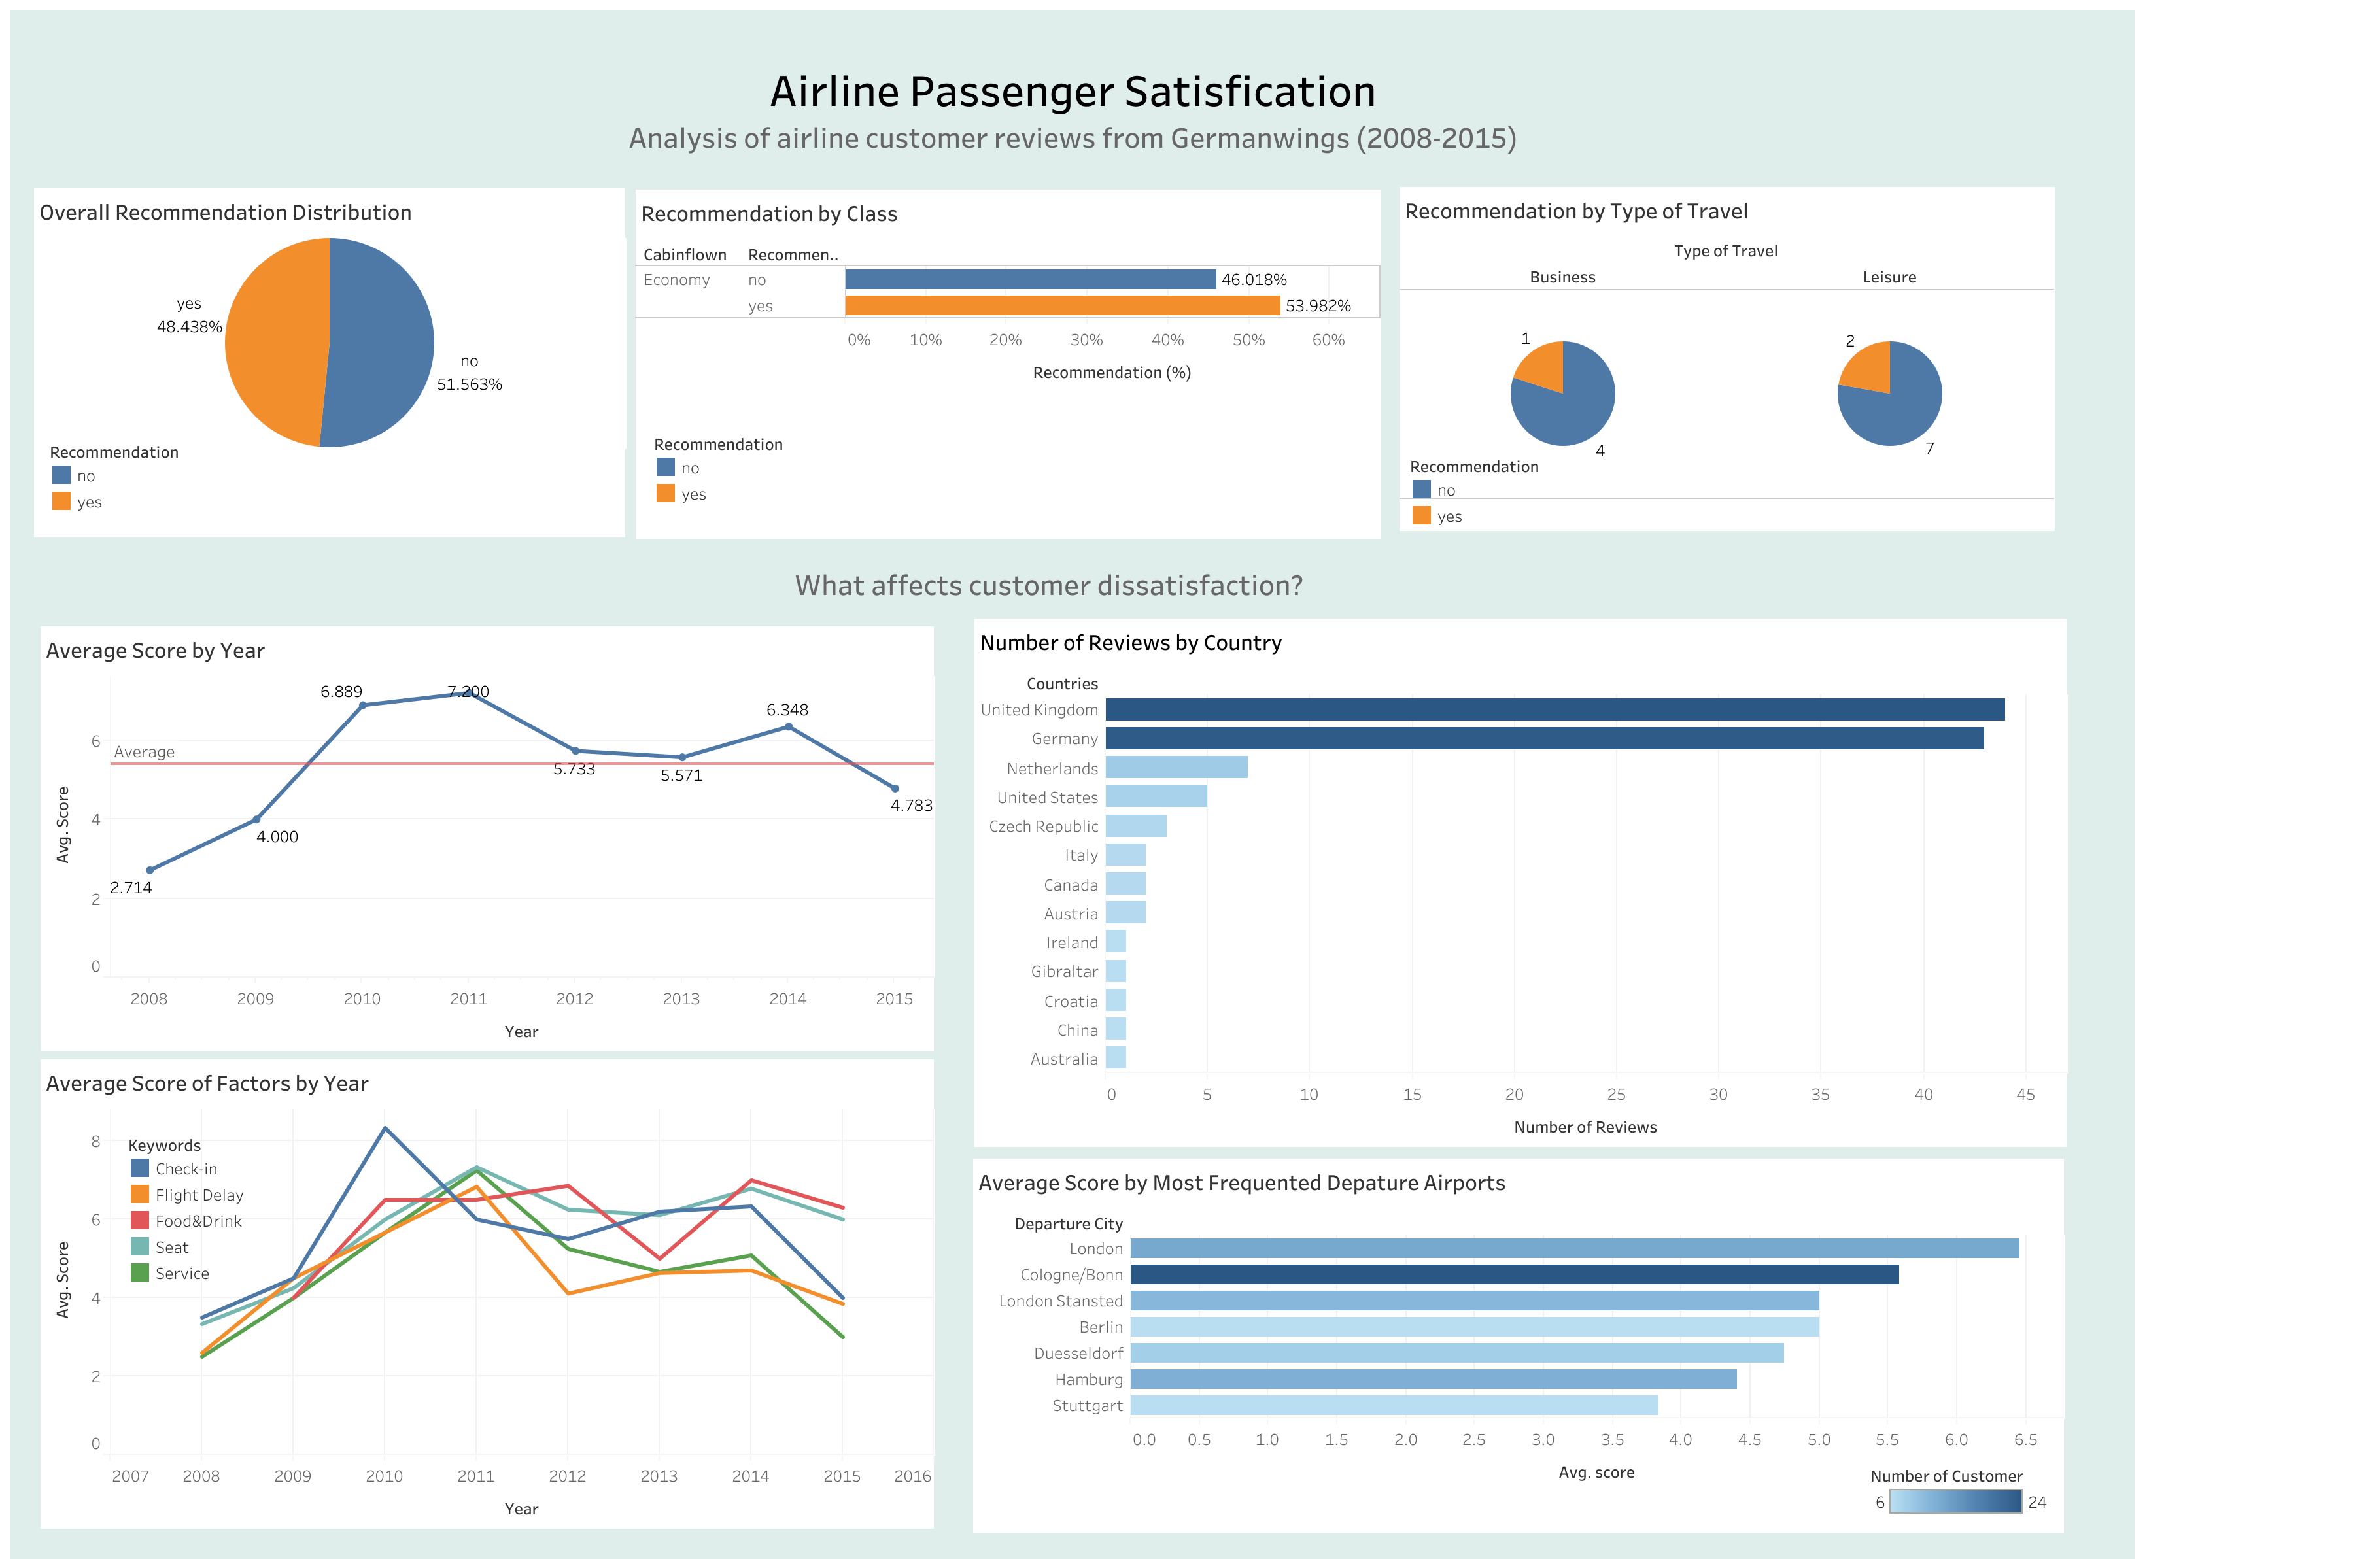 Airline Passenger Satisfication
Analysis of airline customer reviews from Germanwings (2008-2015)
Overall Recommendation Distribution
yes
48.438%
no
51.563%
Recommendation
no
yes
Recommendation by Class
Cabinflown Recommen..
Economy no 46.018%
yes 53.982%
0% 10% 20% 30% 40% 50% 60%
Recommendation (%)
Recommendation
no
yes
Recommendation by Type of Travel
Type of Travel
Business Leisure
1 2
4 7
Recommendation
no
yes
What affects customer dissatisfaction?
Average Score by Year
6.889 7.200
6.348
6
Average
5.733 5.571
4.783
4
4.000
2.714
2
0
Avg. Score
2008 2009 2010 2011 2012 2013 2014 2015
Year
Average Score of Factors by Year
8
6
4
2
0
Avg. Score
Keywords
Check-in
Flight Delay
Food&Drink
Seat
Service
2007 2008 2009 2010 2011 2012 2013 2014 2015 2016
Year
Number of Reviews by Country
Countries
United Kingdom
Germany
Netherlands
United States
Czech Republic
Italy
Canada
Austria
Ireland
Gibraltar
Croatia
China
Australia
0 5 10 15 20 25 30 35 40 45
Number of Reviews
Average Score by Most Frequented Depature Airports
Departure City
London
Cologne/Bonn
London Stansted
Berlin
Duesseldorf
Hamburg
Stuttgart
0.0 0.5 1.0 1.5 2.0 2.5 3.0 3.5 4.0 4.5 5.0 5.5 6.0 6.5
Avg. score
Number of Customer
6 24